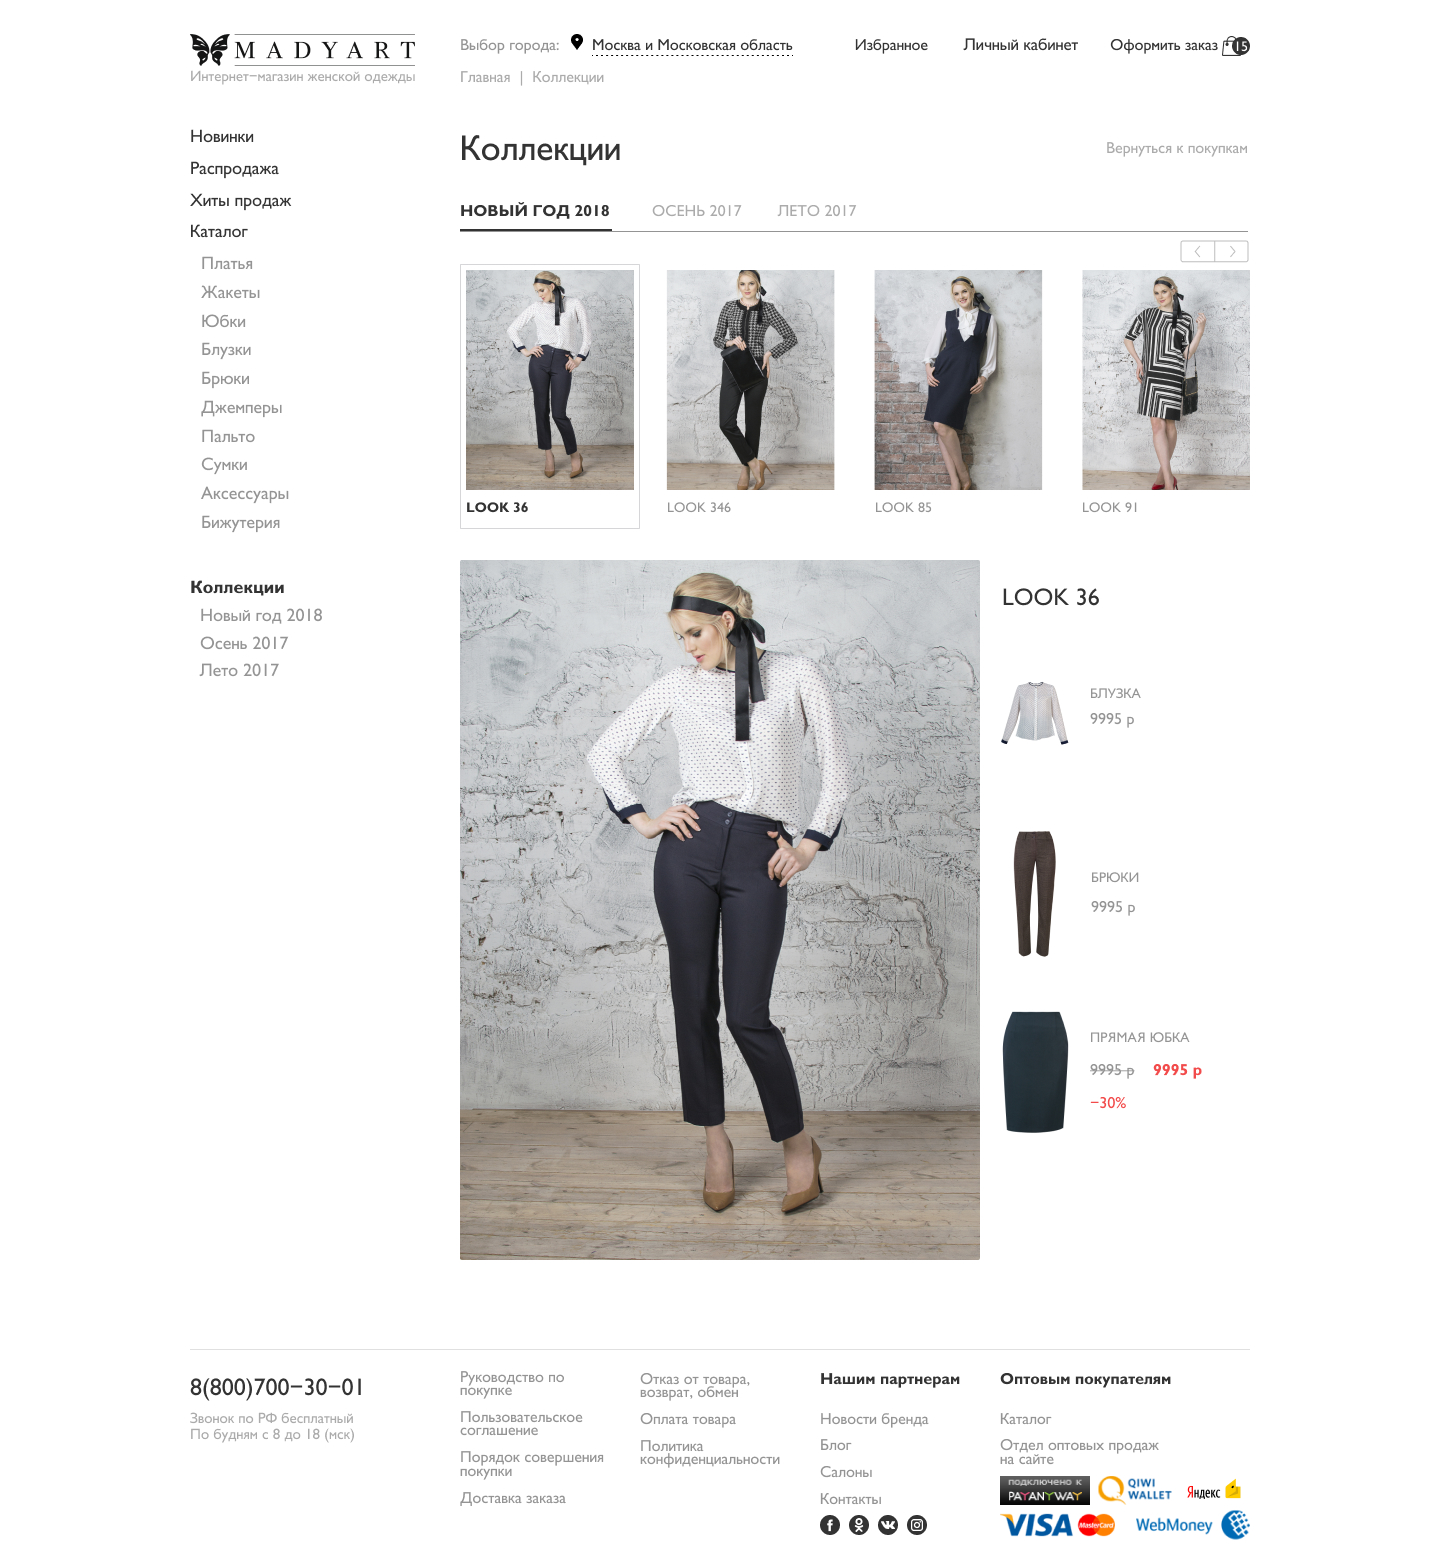 MADYART
Интернет-магазин женской одежды
Выбор города:
Москва и Московская область
Избранное
Личный кабинет
Оформить заказ
15
Главная | Коллекции
Новинки
Распродажа
Хиты продаж
Каталог
Платья
Жакеты
Юбки
Блузки
Брюки
Джемперы
Пальто
Сумки
Аксессуары
Бижутерия
Коллекции
Новый год 2018
Осень 2017
Лето 2017
Коллекции
Вернуться к покупкам
НОВЫЙ ГОД 2018
ОСЕНЬ 2017
ЛЕТО 2017
LOOK 36
LOOK 346
LOOK 85
LOOK 91
LOOK 36
БЛУЗКА
9995 р
БРЮКИ
9995 р
ПРЯМАЯ ЮБКА
9995 р
9995 р
-30%
8(800)700-30-01
Звонок по РФ бесплатный
По будням с 8 до 18 (мск)
Руководство по
покупке
Пользовательское
соглашение
Порядок совершения
покупки
Доставка заказа
Отказ от товара,
возврат, обмен
Оплата товара
Политика
конфиденциальности
Нашим партнерам
Новости бренда
Блог
Салоны
Контакты
Оптовым покупателям
Каталог
Отдел оптовых продаж
на сайте
подключено к
PAYANYWAY
QIWI
WALLET
Яндекс
VISA
MasterCard
WebMoney